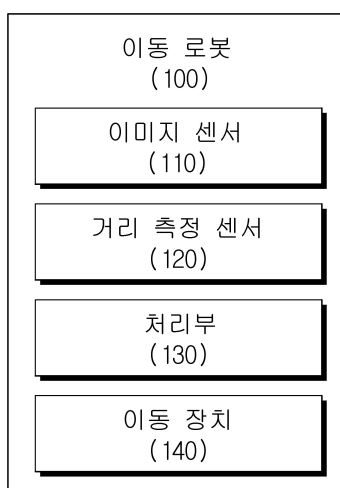 이동 로봇
(100)
이미지 센서
(110)
거리 측정 센서
(120)
처리부
(130)
이동 장치
(140)